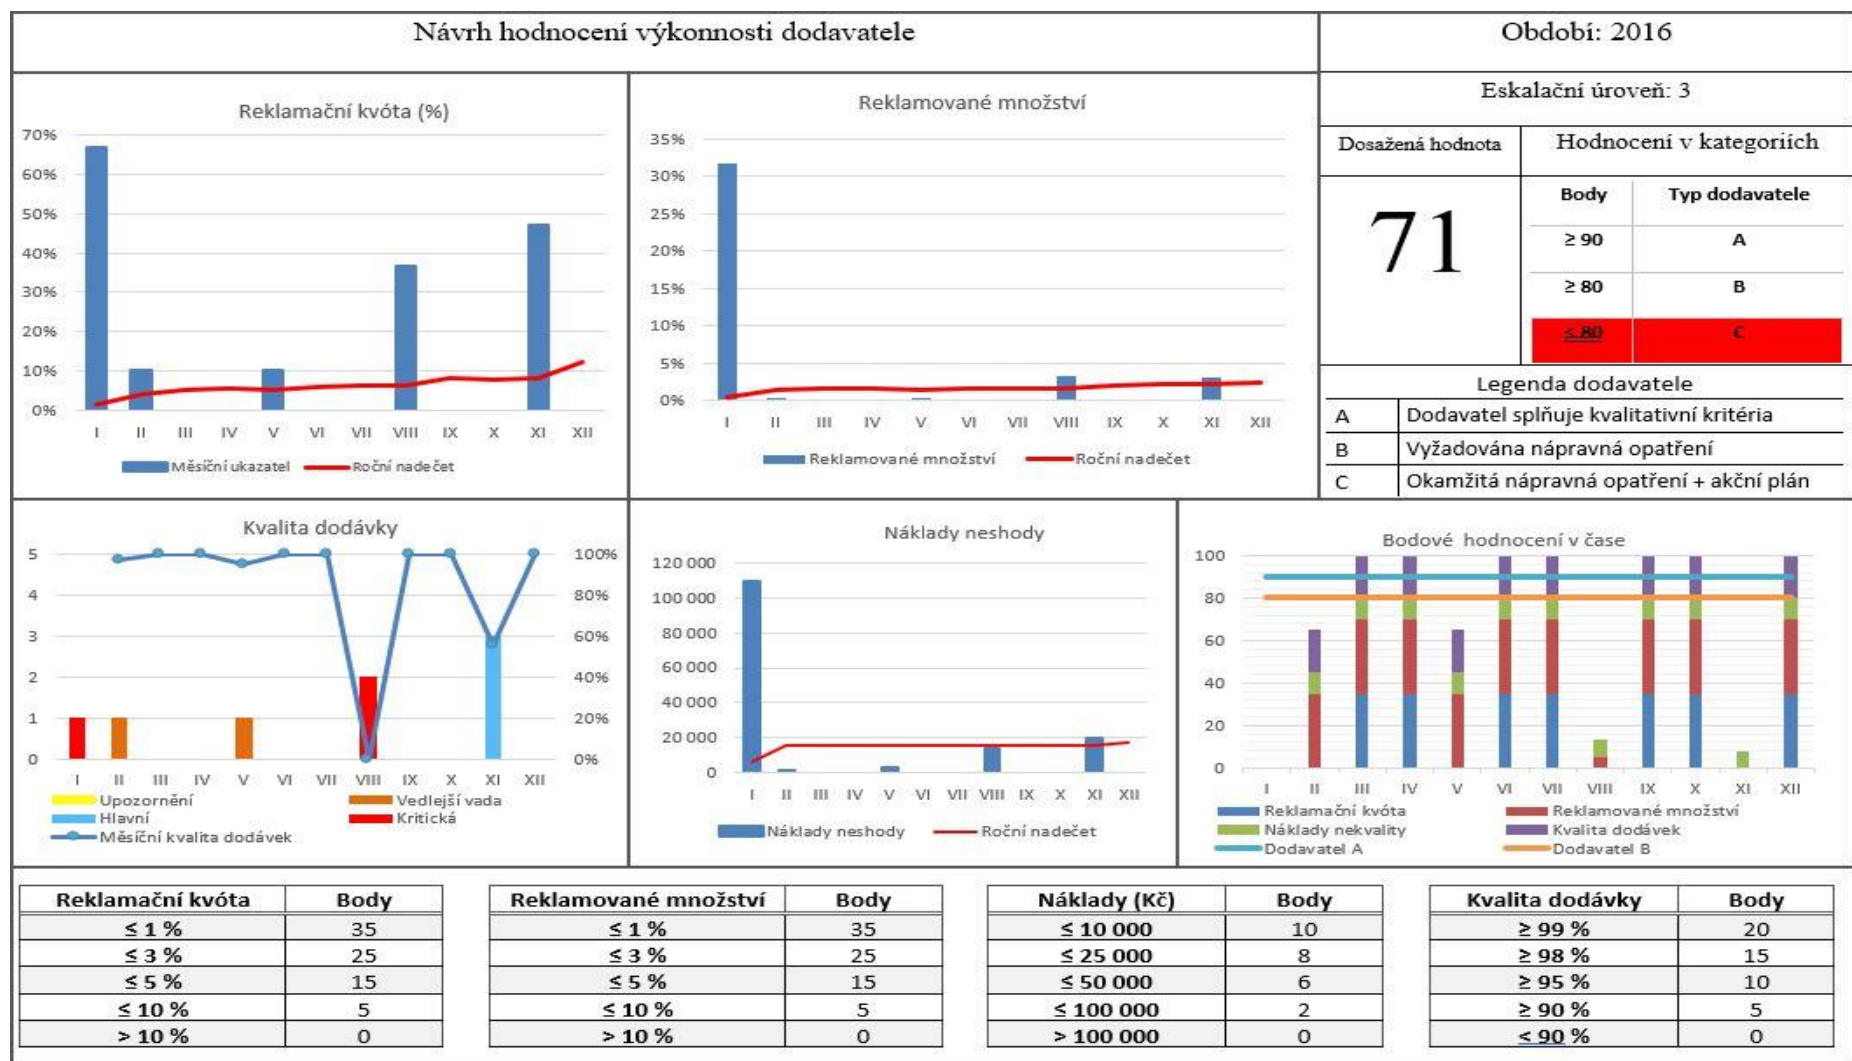 Návrh hodnocení výkonnosti dodavatele
Období: 2016
Eskalační úroveň: 3
Dosažená hodnota
Hodnocení v kategoriích
71
Body Typ dodavatele
≥ 90 A
≥ 80 B
≤ 80 C
Legenda dodavatele
A Dodavatel splňuje kvalitativní kritéria
B Vyžadována nápravná opatření
C Okamžitá nápravná opatření + akční plán
Reklamační kvóta (%)
70%
60%
50%
40%
30%
20%
10%
0%
I II III IV V VI VII VIII IX X XI XII
Měsíční ukazatel Roční nadečet
Reklamované množství
35%
30%
25%
20%
15%
10%
5%
0%
I II III IV V VI VII VIII IX X XI XII
Reklamované množství Roční nadečet
Kvalita dodávky
5 100%
4 80%
3 60%
2 40%
1 20%
0 0%
I II III IV V VI VII VIII IX X XI XII
Upozornění Vedlejší vada
Hlavní Kritická
Měsíční kvalita dodávek
Náklady neshody
120 000
100 000
80 000
60 000
40 000
20 000
0
I II III IV V VI VII VIII IX X XI XII
Náklady neshody Roční nadečet
Bodové hodnocení v čase
100
80
60
40
20
0
I II III IV V VI VII VIII IX X XI XII
Reklamační kvóta Reklamované množství
Náklady nekvality Kvalita dodávek
Dodavatel A Dodavatel B
Reklamační kvóta Body
≤ 1 % 35
≤ 3 % 25
≤ 5 % 15
≤ 10 % 5
> 10 % 0
Reklamované množství Body
≤ 1 % 35
≤ 3 % 25
≤ 5 % 15
≤ 10 % 5
> 10 % 0
Náklady (Kč) Body
≤ 10 000 10
≤ 25 000 8
≤ 50 000 6
≤ 100 000 2
> 100 000 0
Kvalita dodávky Body
≥ 99 % 20
≥ 98 % 15
≥ 95 % 10
≥ 90 % 5
< 90 % 0